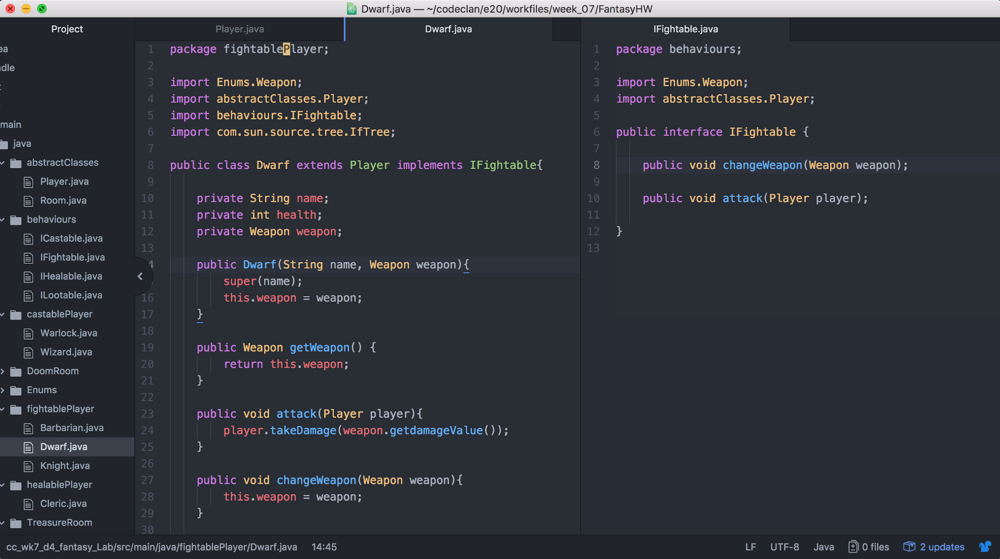 Dwarf.java — ~/codeclan/e20/workfiles/week_07/FantasyHW
Project
ea
dle
main
java
abstractClasses
Player.java
Room.java
behaviours
ICastable.java
IFightable.java
IHealable.java
ILootable.java
castablePlayer
Warlock.java
Wizard.java
DoomRoom
Enums
fightablePlayer
Barbarian.java
Dwarf.java
Knight.java
healablePlayer
Cleric.java
TreasureRoom
Player.java
Dwarf.java
1 package fightablePlayer;
2
3 import Enums.Weapon;
4 import abstractClasses.Player;
5 import behaviours.IFightable;
6 import com.sun.source.tree.IfTree;
7
8 public class Dwarf extends Player implements IFightable{
9
10 private String name;
11 private int health;
12 private Weapon weapon;
13
4 public Dwarf(String name, Weapon weapon){
super(name);
16 this.weapon = weapon;
17 }
18
19 public Weapon getWeapon() {
20 return this.weapon;
21 }
22
23 public void attack(Player player){
24 player.takeDamage(weapon.getdamageValue());
25 }
26
27 public void changeWeapon(Weapon weapon){
28 this.weapon = weapon;
29 }
30
IFightable.java
1 package behaviours;
2
3 import Enums.Weapon;
4 import abstractClasses.Player;
5
6 public interface IFightable {
7
8 public void changeWeapon(Weapon weapon);
9
10 public void attack(Player player);
11
12 }
13
cc_wk7_d4_fantasy_Lab/src/main/java/fightablePlayer/Dwarf.java 14:45
LF UTF-8 Java 0 files 2 updates